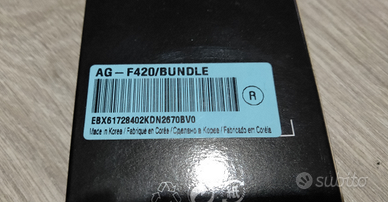 AG-F420/BUNDLE
R
EBX61728402KDN2670BV0
Made in Korea / Fabriqué en Corée / Сделано в Корее / Fabricado em Coréia
subito